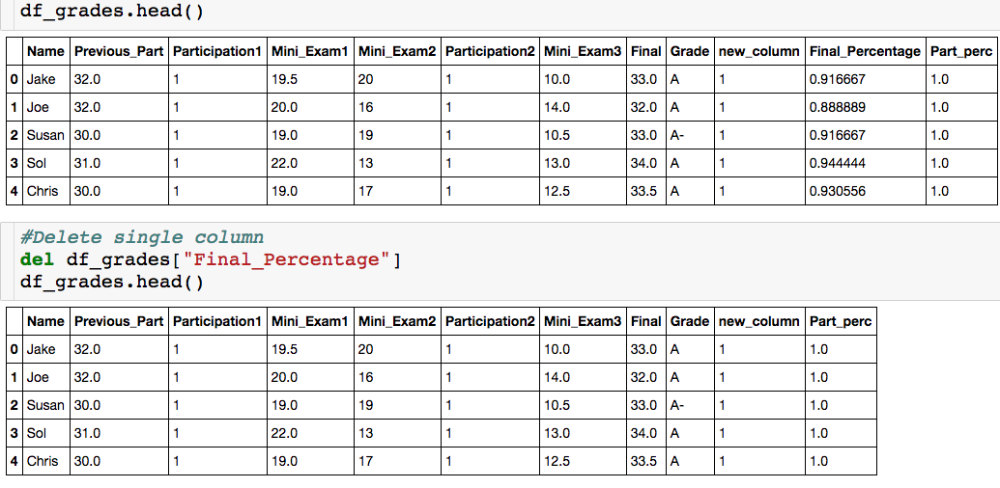 df_grades.head()
Name Previous_Part Participation1 Mini_Exam1 Mini_Exam2 Participation2 Mini_Exam3 Final Grade new_column Final_Percentage Part_perc
0 Jake 32.0 1 19.5 20 1 10.0 33.0 A 1 0.916667 1.0
1 Joe 32.0 1 20.0 16 1 14.0 32.0 A 1 0.888889 1.0
2 Susan 30.0 1 19.0 19 1 10.5 33.0 A- 1 0.916667 1.0
3 Sol 31.0 1 22.0 13 1 13.0 34.0 A 1 0.944444 1.0
4 Chris 30.0 1 19.0 17 1 12.5 33.5 A 1 0.930556 1.0
#Delete single column
del df_grades["Final_Percentage"]
df_grades.head()
Name Previous_Part Participation1 Mini_Exam1 Mini_Exam2 Participation2 Mini_Exam3 Final Grade new_column Part_perc
0 Jake 32.0 1 19.5 20 1 10.0 33.0 A 1 1.0
1 Joe 32.0 1 20.0 16 1 14.0 32.0 A 1 1.0
2 Susan 30.0 1 19.0 19 1 10.5 33.0 A- 1 1.0
3 Sol 31.0 1 22.0 13 1 13.0 34.0 A 1 1.0
4 Chris 30.0 1 19.0 17 1 12.5 33.5 A 1 1.0